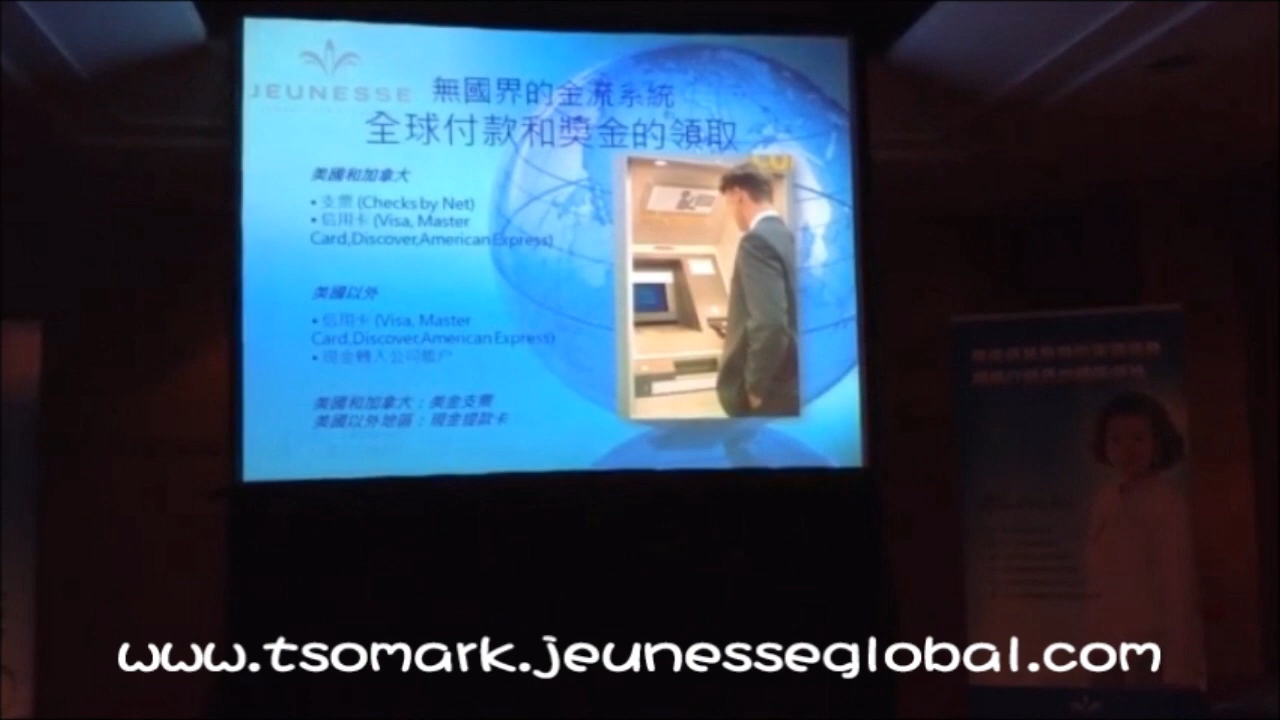 JEUNESSE
無國界的金流系統
全球付款和獎金的領取
美國和加拿大
• 支票 (Checks by Net)
• 信用卡 (Visa, Master
Card,Discover,American Express)
美國以外
• 信用卡 (Visa, Master
Card,Discover,American Express)
• 現金轉入公司帳户
美國和加拿大：美金支票
美國以外地區：現金提款卡
www.tsomark.jeunesseglobal.com